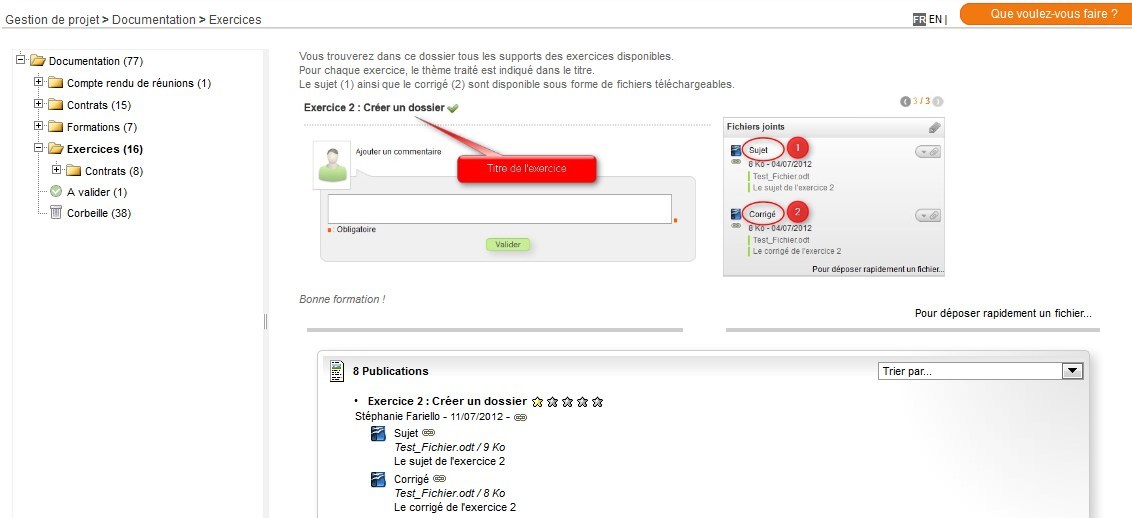 Gestion de projet > Documentation > Exercices
FR EN |
Que voulez-vous faire ?
Documentation (77)
Compte rendu de réunions (1)
Contrats (15)
Formations (7)
Exercices (16)
Contrats (8)
A valider (1)
Corbeille (38)
Vous trouverez dans ce dossier tous les supports des exercices disponibles.
Pour chaque exercice, le thème traité est indiqué dans le titre.
Le sujet (1) ainsi que le corrigé (2) sont disponible sous forme de fichiers téléchargeables.
Exercice 2 : Créer un dossier
3 / 3
Ajouter un commentaire
Titre de l'exercice
Obligatoire
Valider
Fichiers joints
Sujet
1
8 Ko - 04/07/2012
Test_Fichier.odt
Le sujet de l'exercice 2
Corrigé
2
8 Ko - 04/07/2012
Test_Fichier.odt
Le corrigé de l'exercice 2
Pour déposer rapidement un fichier...
Bonne formation !
Pour déposer rapidement un fichier...
8 Publications
Trier par...
• Exercice 2 : Créer un dossier
Stéphanie Fariello - 11/07/2012 -
Sujet
Test_Fichier.odt / 9 Ko
Le sujet de l'exercice 2
Corrigé
Test_Fichier.odt / 8 Ko
Le corrigé de l'exercice 2